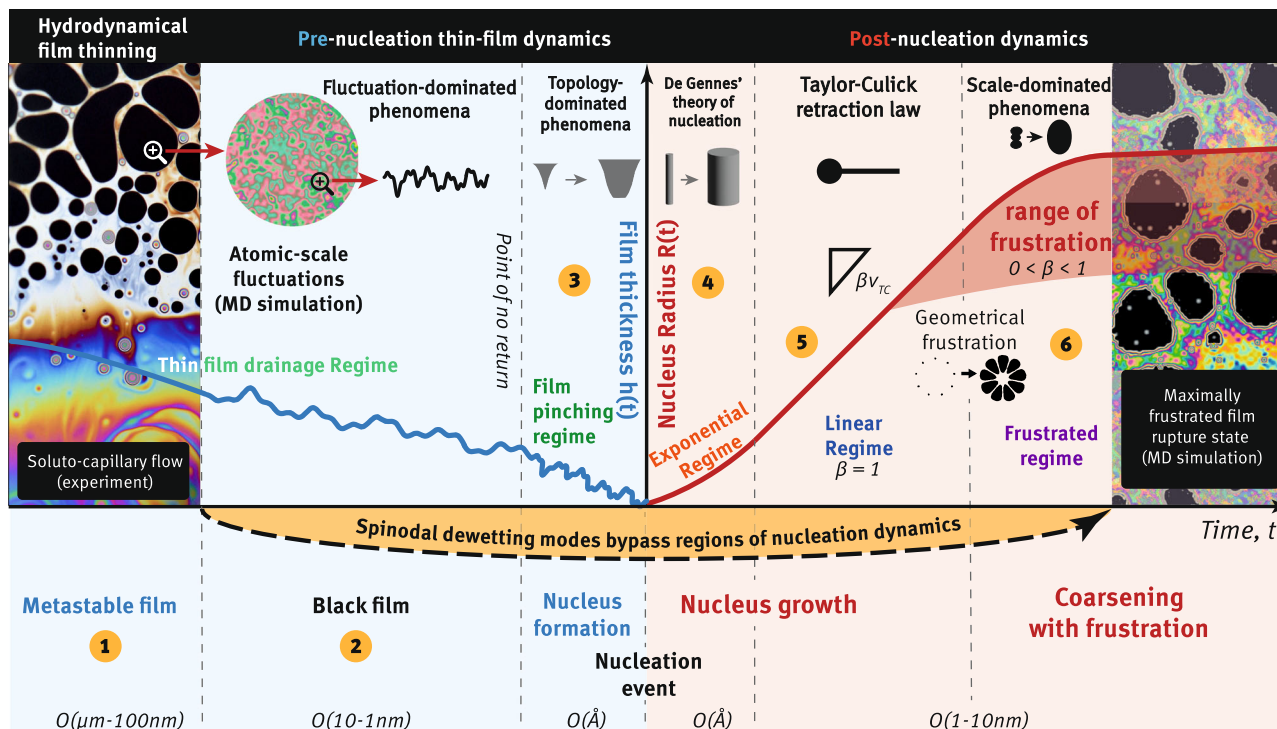 Hydrodynamical
film thinning
Pre-nucleation thin-film dynamics
Post-nucleation dynamics
Fluctuation-dominated
phenomena
Topology-
dominated
phenomena
De Gennes'
theory of
nucleation
Taylor-Culick
retraction law
Scale-dominated
phenomena
Atomic-scale
fluctuations
(MD simulation)
Point of no return
3
Film thickness h(t)
Nucleus Radius R(t)
4
βv_TC
range of
frustration
0 < β < 1
Geometrical
frustration
5
6
Thin film drainage Regime
Film
pinching
regime
Exponential
Regime
Linear
Regime
β = 1
Frustrated
regime
Soluto-capillary flow
(experiment)
Maximally
frustrated film
rupture state
(MD simulation)
Spinodal dewetting modes bypass regions of nucleation dynamics
Time, t
Metastable film
1
Black film
2
Nucleus
formation
Nucleation
event
Nucleus growth
Coarsening
with frustration
O(μm-100nm)
O(10-1nm)
O(Å)
O(Å)
O(1-10nm)